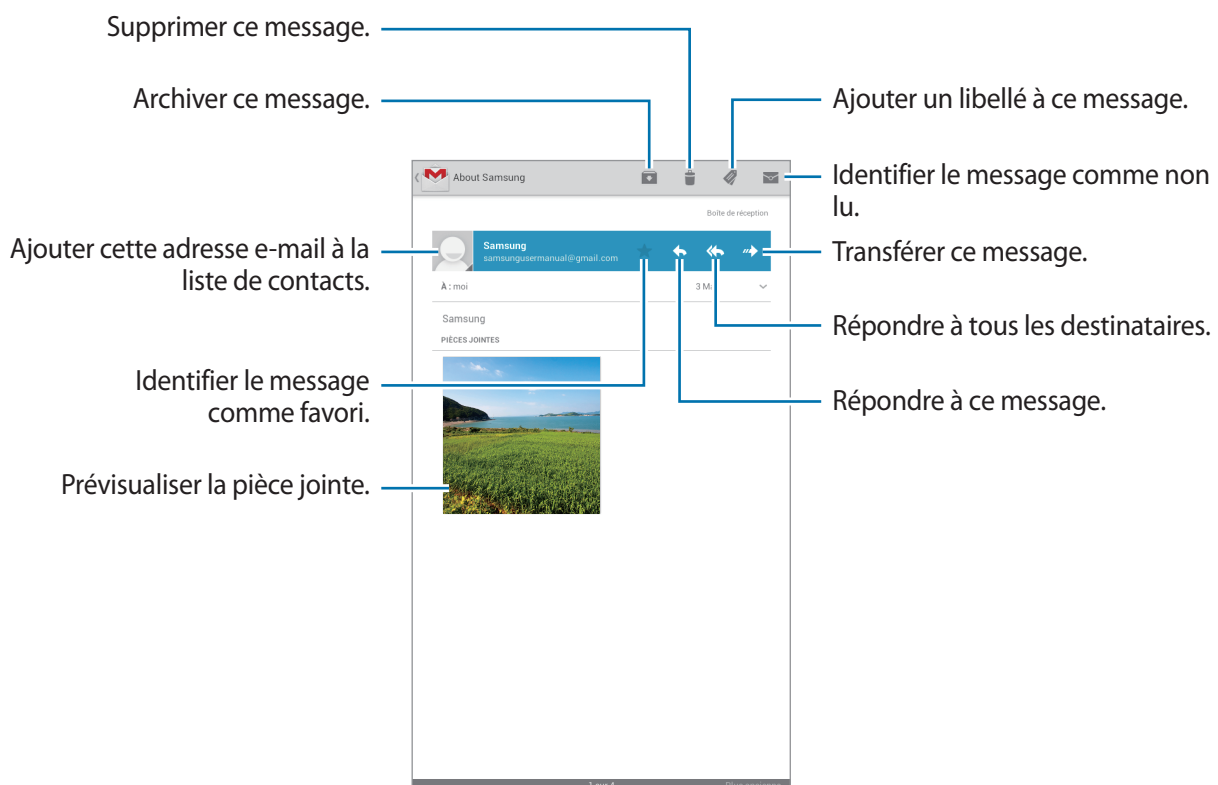 Supprimer ce message.
Archiver ce message.
Ajouter un libellé à ce message.
Identifier le message comme non
lu.
About Samsung
Boîte de réception
Ajouter cette adresse e-mail à la
liste de contacts.
Samsung
samsungusermanual@gmail.com
Transférer ce message.
À : moi
3
Samsung
PIÈCES JOINTES
Répondre à tous les destinataires.
Identifier le message
comme favori.
Répondre à ce message.
Prévisualiser la pièce jointe.